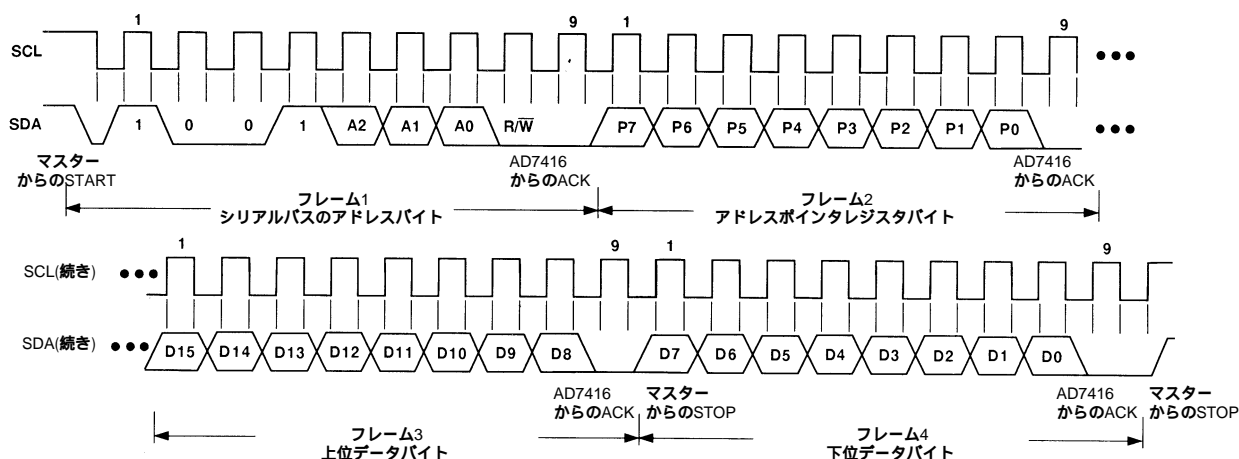 1 9 1 9
SCL
SDA 1 0 0 1 A2 A1 A0 R/W̅ P7 P6 P5 P4 P3 P2 P1 P0
マスター
からのSTART
AD7416
からのACK
AD7416
からのACK
フレーム1
シリアルバスのアドレスバイト
フレーム2
アドレスポインタレジスタバイト
1 9 1 9
SCL(続き)
SDA(続き) D15 D14 D13 D12 D11 D10 D9 D8 D7 D6 D5 D4 D3 D2 D1 D0
AD7416
からのACK
マスター
からのSTOP
AD7416
からのACK
マスター
からのSTOP
フレーム3
上位データバイト
フレーム4
下位データバイト